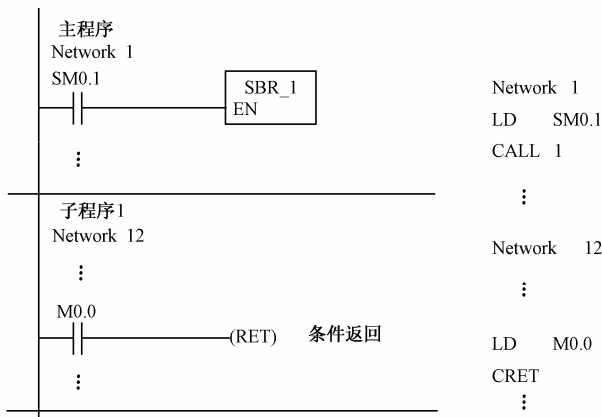 主程序
Network 1
SM0.1
SBR_1
EN
子程序1
Network 12
M0.0
(RET) 条件返回
Network 1
LD SM0.1
CALL 1
Network 12
LD M0.0
CRET